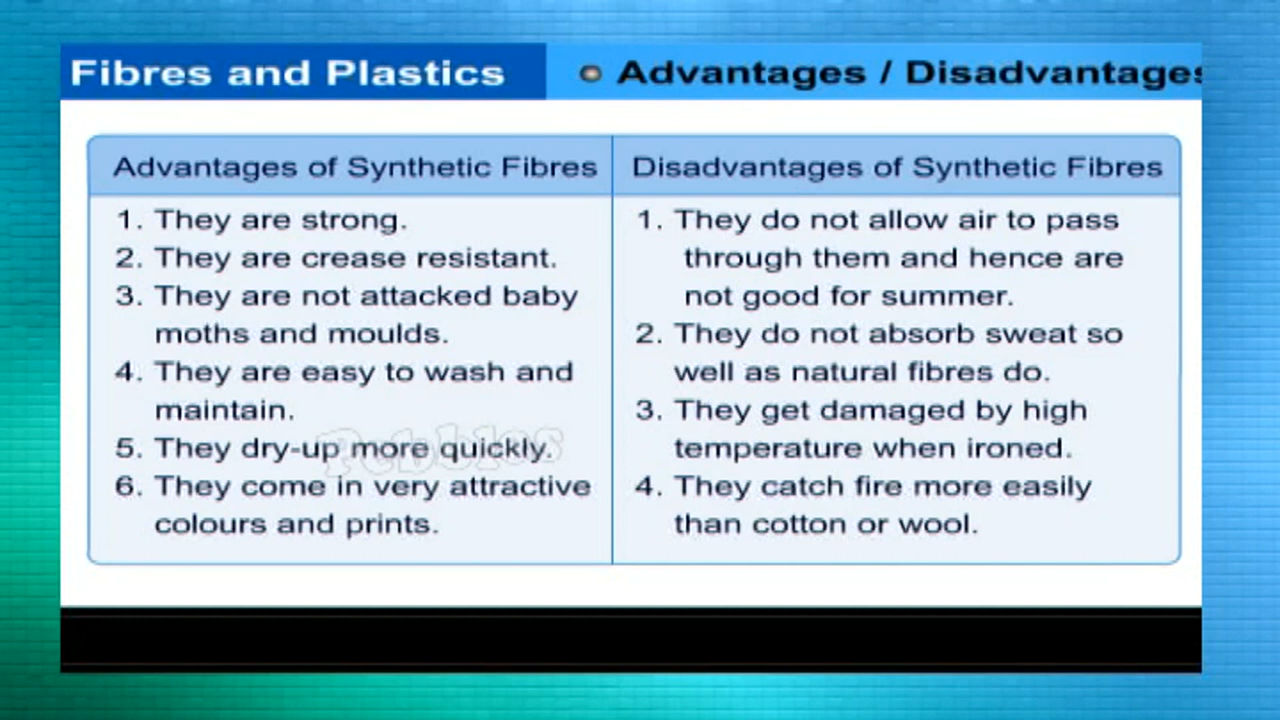 Fibres and Plastics
Advantages / Disadvantages
Advantages of Synthetic Fibres
1. They are strong.
2. They are crease resistant.
3. They are not attacked baby
moths and moulds.
4. They are easy to wash and
maintain.
5. They dry-up more quickly.
6. They come in very attractive
colours and prints.
Pebbles
Disadvantages of Synthetic Fibres
1. They do not allow air to pass
through them and hence are
not good for summer.
2. They do not absorb sweat so
well as natural fibres do.
3. They get damaged by high
temperature when ironed.
4. They catch fire more easily
than cotton or wool.